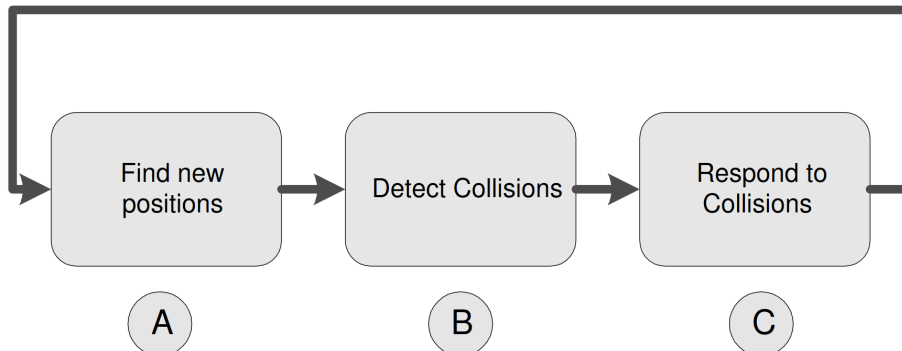 Find new
positions
Detect Collisions
Respond to
Collisions
A
B
C